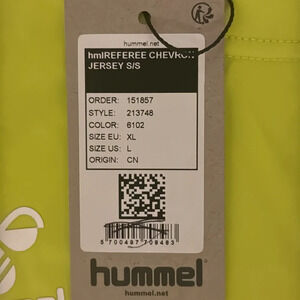 hummel.net
hmlREFEREE CHEVRON
JERSEY S/S
ORDER: 151857
STYLE: 213748
COLOR: 6102
SIZE EU: XL
SIZE US: L
ORIGIN: CN
5 700497 709483
hummel
hummel.net